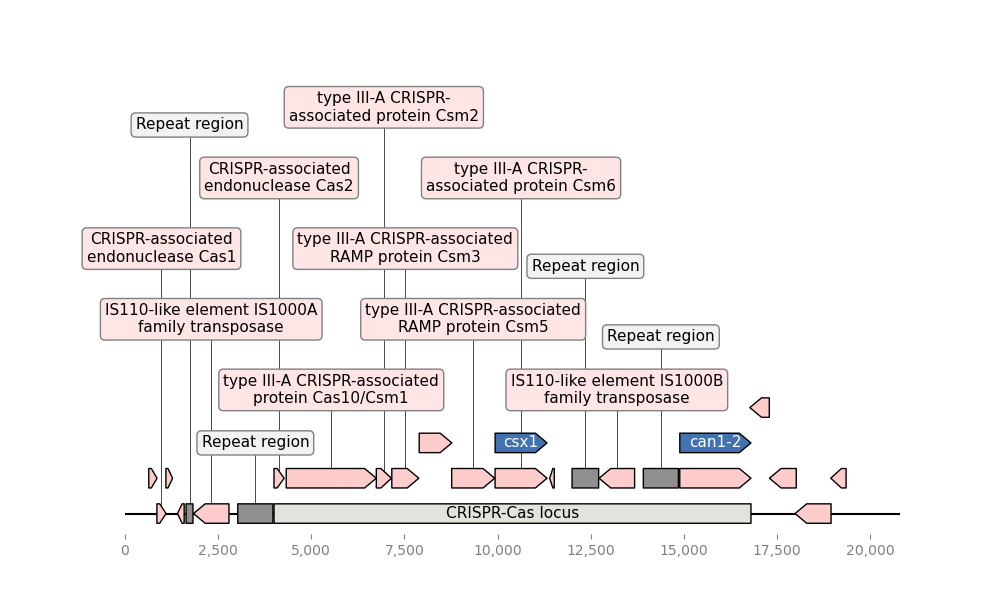 type III-A CRISPR-
associated protein Csm2
Repeat region
CRISPR-associated
endonuclease Cas2
type III-A CRISPR-
associated protein Csm6
CRISPR-associated
endonuclease Cas1
type III-A CRISPR-associated
RAMP protein Csm3
Repeat region
IS110-like element IS1000A
family transposase
type III-A CRISPR-associated
RAMP protein Csm5
Repeat region
type III-A CRISPR-associated
protein Cas10/Csm1
IS110-like element IS1000B
family transposase
Repeat region
csx1
can1-2
CRISPR-Cas locus
0
2,500
5,000
7,500
10,000
12,500
15,000
17,500
20,000